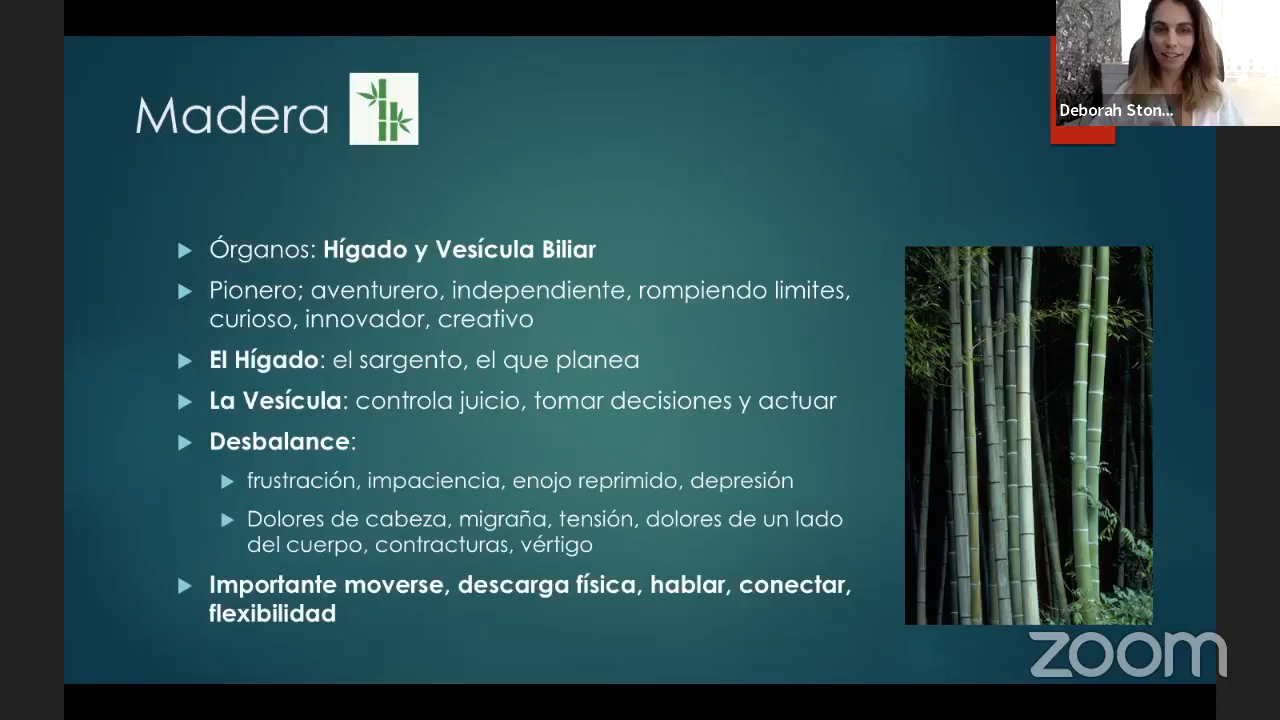 Deborah Ston...
Madera
Órganos: Hígado y Vesícula Biliar
Pionero; aventurero, independiente, rompiendo limites,
curioso, innovador, creativo
El Hígado: el sargento, el que planea
La Vesícula: controla juicio, tomar decisiones y actuar
Desbalance:
frustración, impaciencia, enojo reprimido, depresión
Dolores de cabeza, migraña, tensión, dolores de un lado
del cuerpo, contracturas, vértigo
Importante moverse, descarga física, hablar, conectar,
flexibilidad
zoom